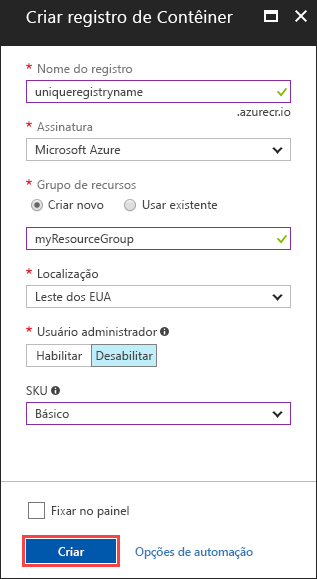 Criar registro de Contêiner
* Nome do registro
uniqueregistryname
.azurecr.io
* Assinatura
Microsoft Azure
* Grupo de recursos
Criar novo Usar existente
myResourceGroup
* Localização
Leste dos EUA
* Usuário administrador
Habilitar Desabilitar
SKU
Básico
Fixar no painel
Criar Opções de automação